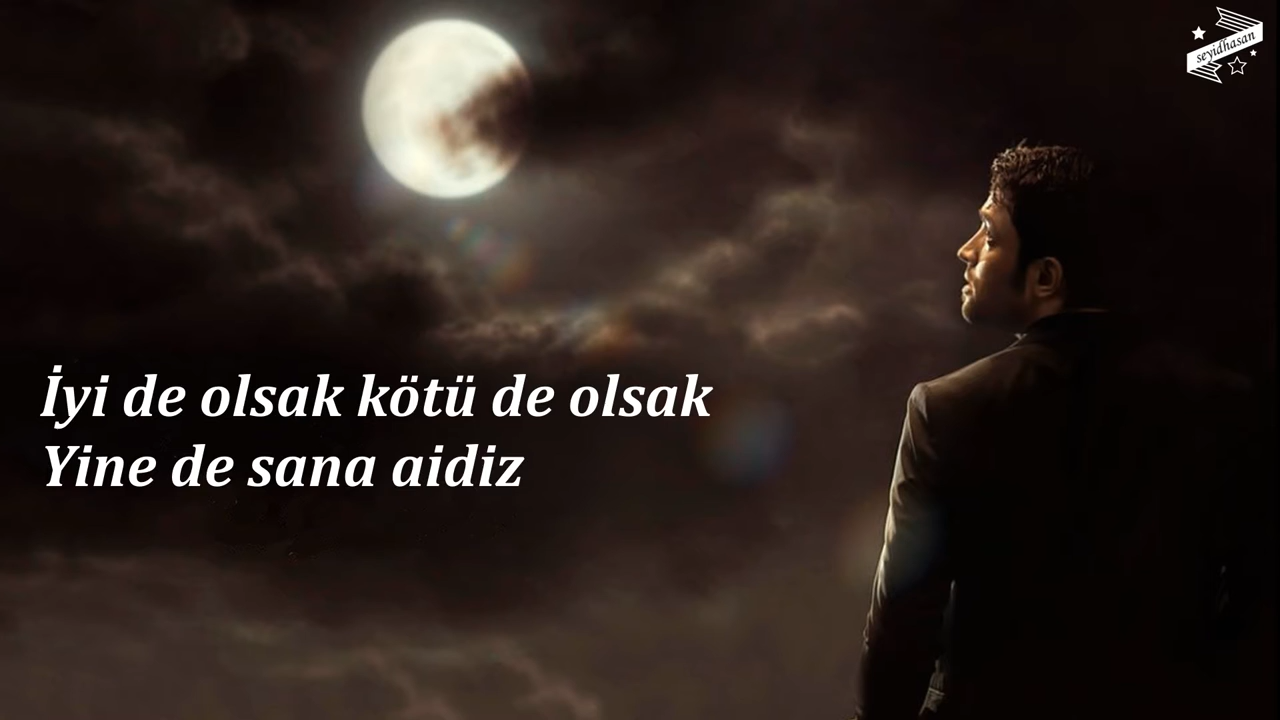 seyidhasan
İyi de olsak kötü de olsak
Yine de sana aidiz